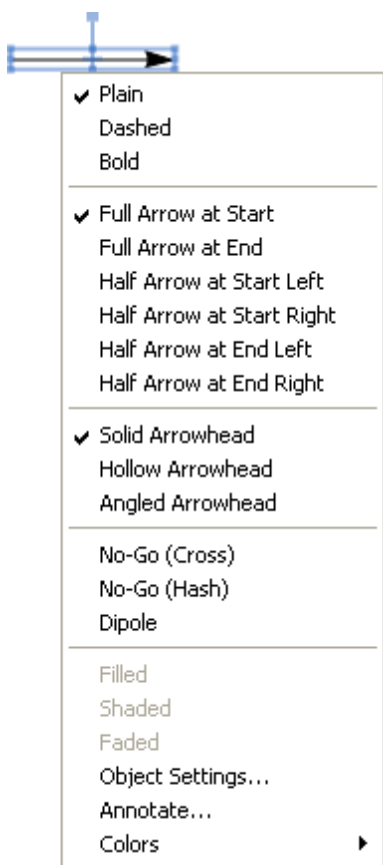 Plain
Dashed
Bold
Full Arrow at Start
Full Arrow at End
Half Arrow at Start Left
Half Arrow at Start Right
Half Arrow at End Left
Half Arrow at End Right
Solid Arrowhead
Hollow Arrowhead
Angled Arrowhead
No-Go (Cross)
No-Go (Hash)
Dipole
Filled
Shaded
Faded
Object Settings...
Annotate...
Colors